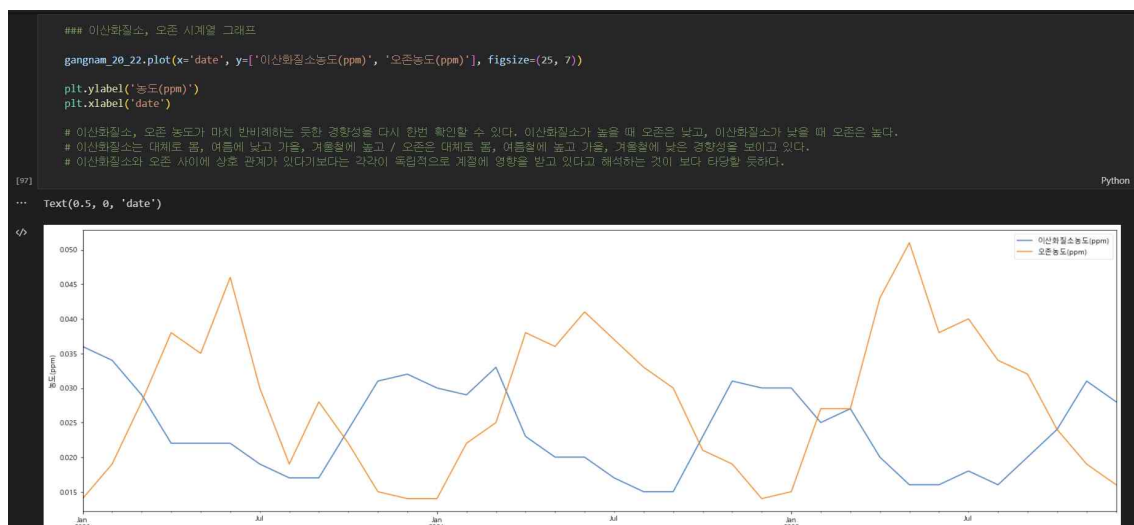 ### 이산화질소, 오존 시계열 그래프
gangnam_20_22.plot(x='date', y=['이산화질소농도(ppm)', '오존농도(ppm)'], figsize=(25, 7))
plt.ylabel('농도(ppm)')
plt.xlabel('date')
# 이산화질소, 오존 농도가 마치 반비례하는 듯한 경향성을 다시 한번 확인할 수 있다. 이산화질소가 높을 때 오존은 낮고, 이산화질소가 낮을 때 오존은 높다.
# 이산화질소는 대체로 봄, 여름에 낮고 가을, 겨울철에 높고 / 오존은 대체로 봄, 여름철에 높고 가을, 겨울철에 낮은 경향성을 보이고 있다.
# 이산화질소와 오존 사이에 상호 관계가 있다기보다는 각각이 독립적으로 계절에 영향을 받고 있다고 해석하는 것이 보다 타당할 듯하다.
[97]
Python
... Text(0.5, 0, 'date')
</>
이산화질소농도(ppm)
오존농도(ppm)
0.050
0.045
0.040
0.035
0.030
0.025
0.020
0.015
농도(ppm)
Jan Jul Jan Jul Jan Jul